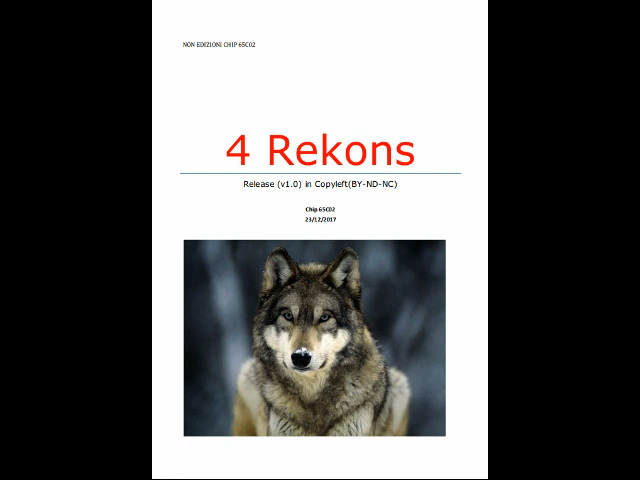 NON EDIZIONI CHIP 65C02
4 Rekons
Release (v1.0) in Copyleft(BY-ND-NC)
Chip 65C02
23/12/2017